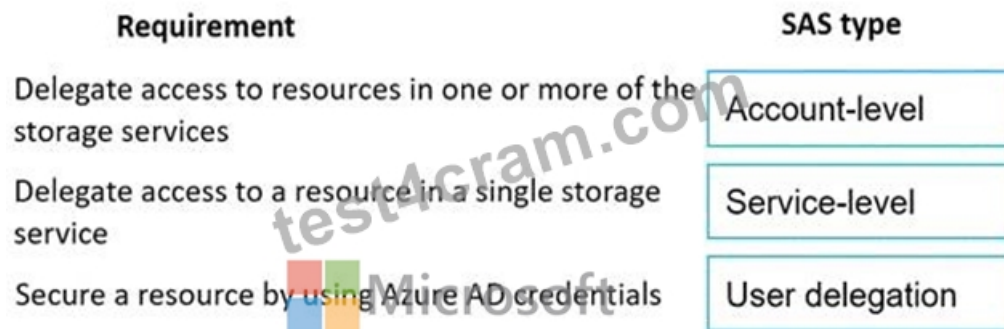 Requirement
SAS type
Delegate access to resources in one or more of the
storage services
Account-level
Delegate access to a resource in a single storage
service
Service-level
Secure a resource by using Azure AD credentials
User delegation
test4cram.com
Microsoft